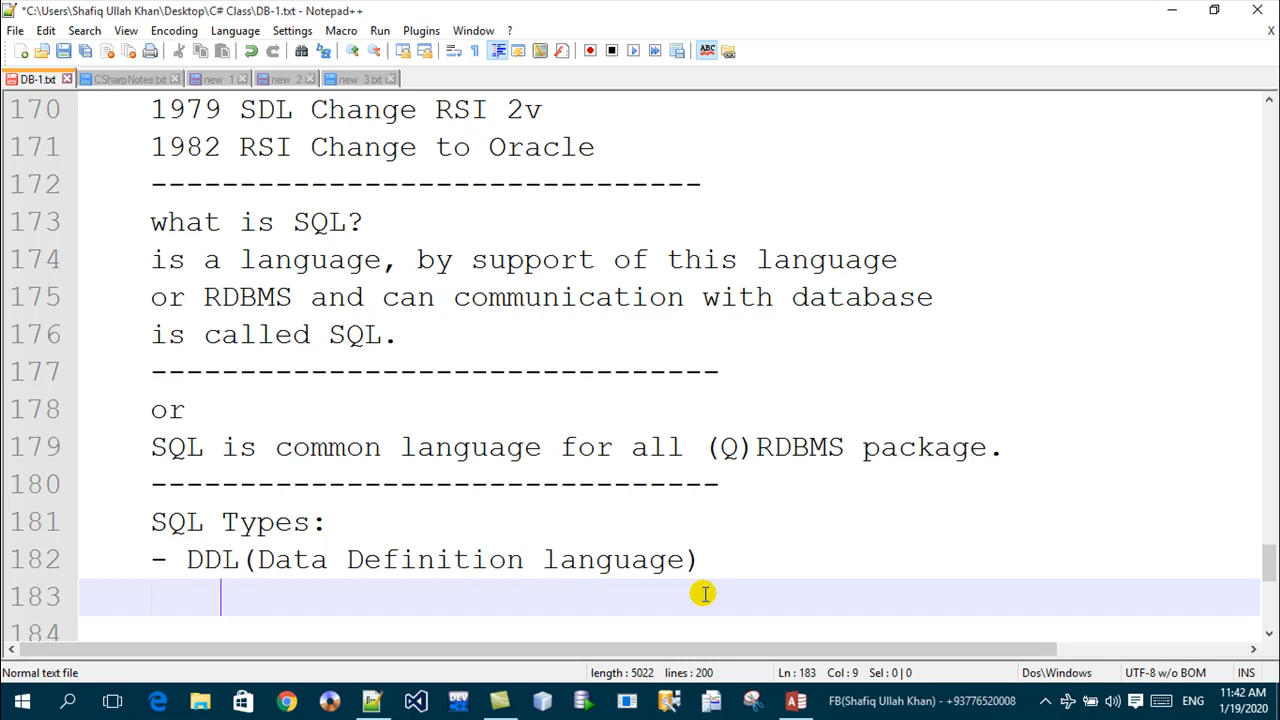 *C:\Users\Shafiq Ullah Khan\Desktop\C# Class\DB-1.txt - Notepad++
File Edit Search View Encoding Language Settings Macro Run Plugins Window ? X
ABC
DB-1.txt CSharpNotes.txt new 1 new 2 new 3.txt
170 1979 SDL Change RSI 2v
171 1982 RSI Change to Oracle
172 -------------------------------
173 what is SQL?
174 is a language, by support of this language
175 or RDBMS and can communication with database
176 is called SQL.
177 --------------------------------
178 or
179 SQL is common language for all (Q)RDBMS package.
180 --------------------------------
181 SQL Types:
182 - DDL(Data Definition language)
183
184
Normal text file length : 5022 lines : 200 Ln : 183 Col : 9 Sel : 0 | 0 Dos\Windows UTF-8 w/o BOM INS
DEV
FB(Shafiq Ullah Khan) - +93776520008 ENG 11:42 AM
1/19/2020